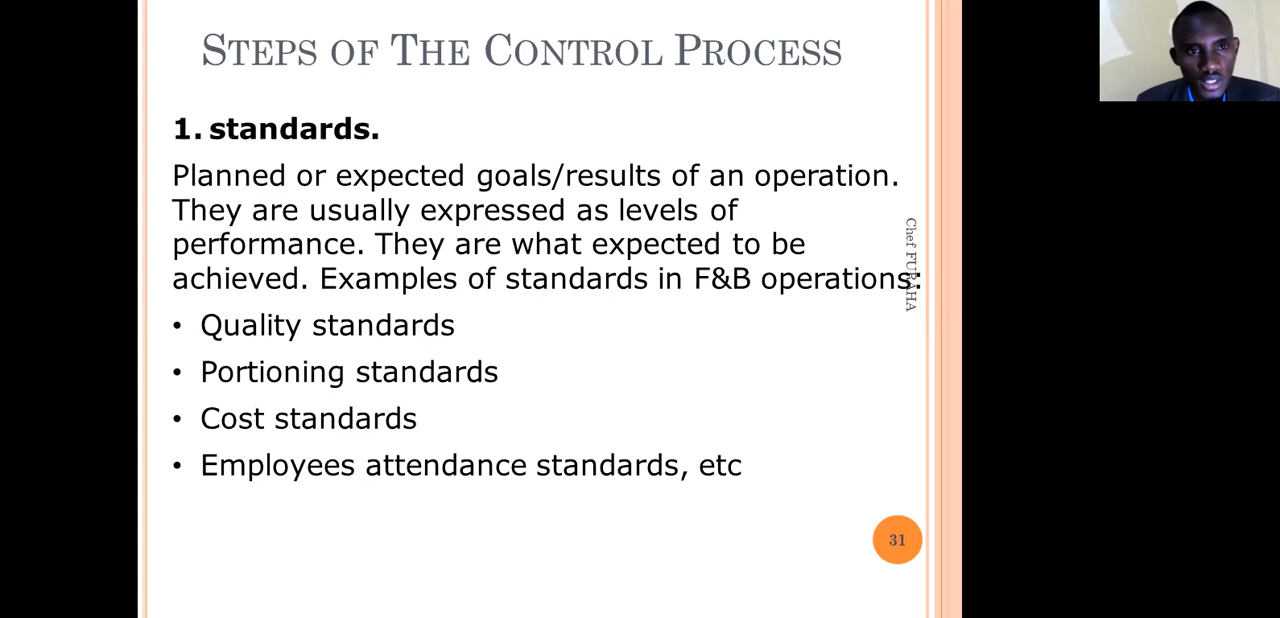 STEPS OF THE CONTROL PROCESS
1. standards.
Planned or expected goals/results of an operation.
They are usually expressed as levels of
performance. They are what expected to be
achieved. Examples of standards in F&B operations:
• Quality standards
• Portioning standards
• Cost standards
• Employees attendance standards, etc
Chef FURAHA
31